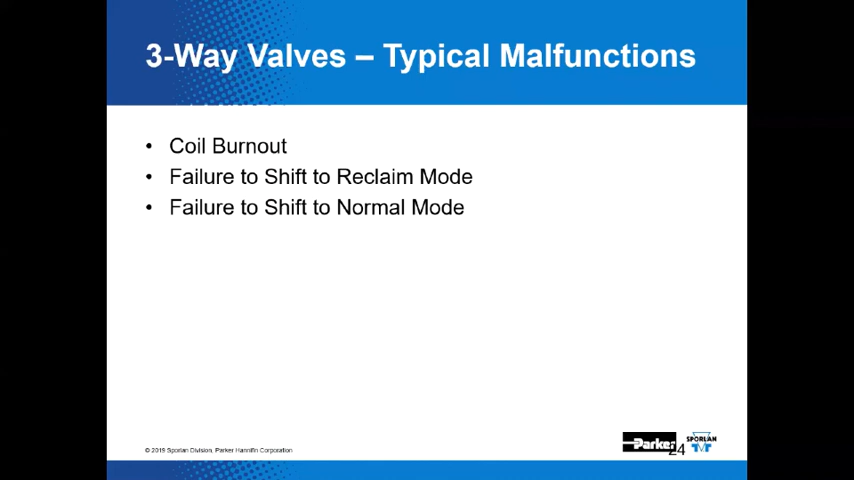 3-Way Valves – Typical Malfunctions
• Coil Burnout
• Failure to Shift to Reclaim Mode
• Failure to Shift to Normal Mode
© 2019 Sporlan Division, Parker Hannifin Corporation
Parker
24
SPORLAN